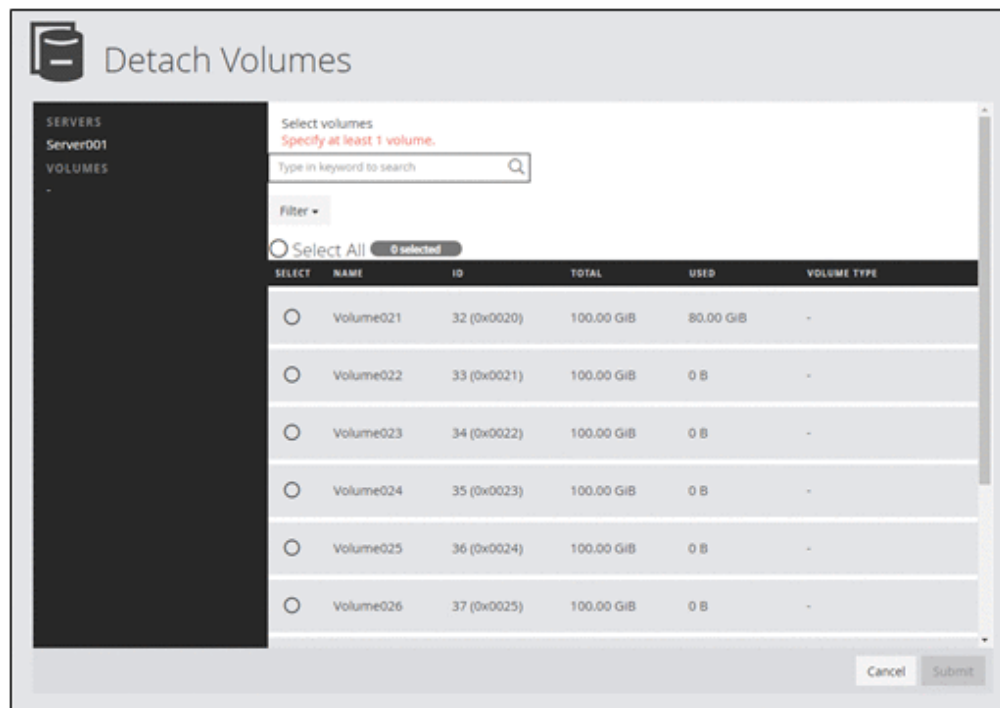 Detach Volumes
SERVERS
Server001
VOLUMES
-
Select volumes
Specify at least 1 volume.
Type in keyword to search
Filter
Select All 0 selected
SELECT NAME ID TOTAL USED VOLUME TYPE
Volume021 32 (0x0020) 100.00 GiB 80.00 GiB -
Volume022 33 (0x0021) 100.00 GiB 0 B -
Volume023 34 (0x0022) 100.00 GiB 0 B -
Volume024 35 (0x0023) 100.00 GiB 0 B -
Volume025 36 (0x0024) 100.00 GiB 0 B -
Volume026 37 (0x0025) 100.00 GiB 0 B -
Cancel Submit